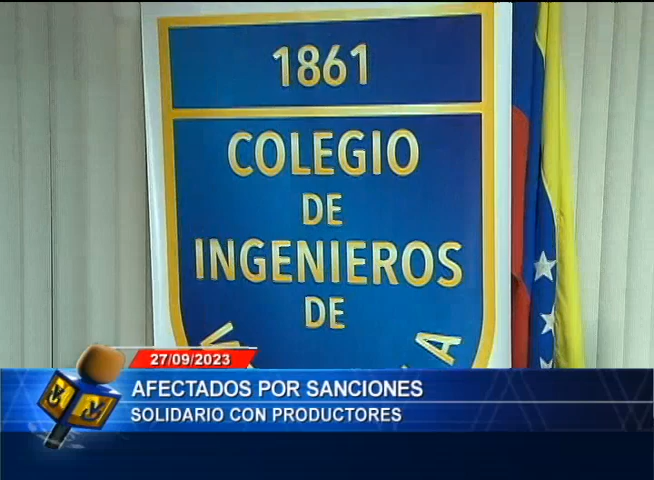 1861
COLEGIO
DE
INGENIEROS
DE
27/09/2023
AFECTADOS POR SANCIONES
SOLIDARIO CON PRODUCTORES